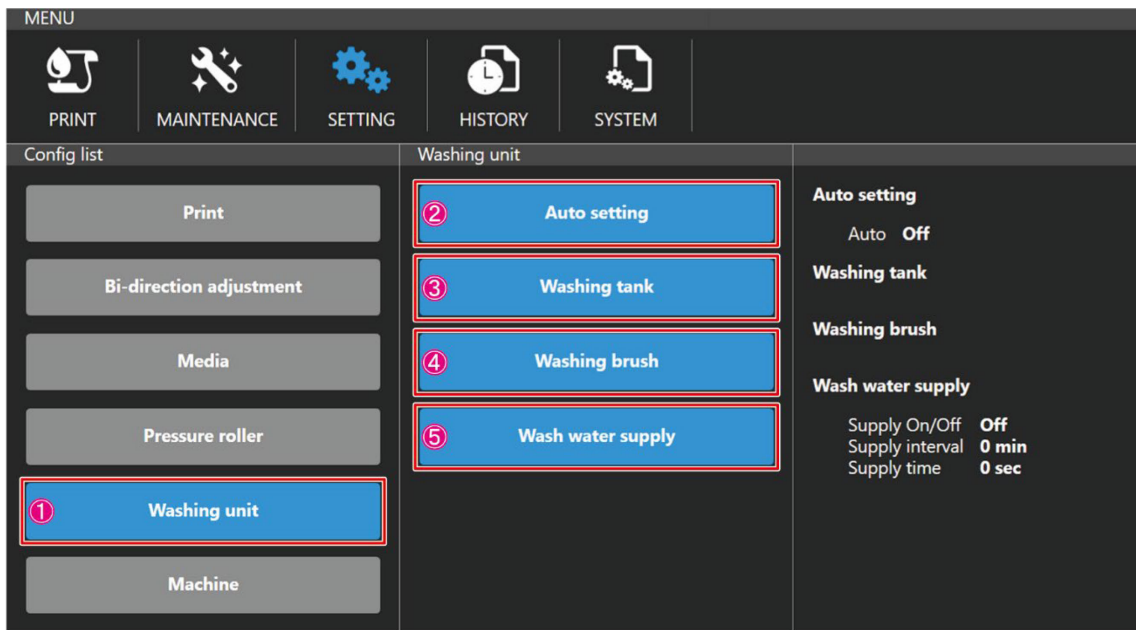 MENU
PRINT
MAINTENANCE
SETTING
HISTORY
SYSTEM
Config list
Print
Bi-direction adjustment
Media
Pressure roller
① Washing unit
Machine
Washing unit
② Auto setting
③ Washing tank
④ Washing brush
⑤ Wash water supply
Auto setting
Auto Off
Washing tank
Washing brush
Wash water supply
Supply On/Off Off
Supply interval 0 min
Supply time 0 sec